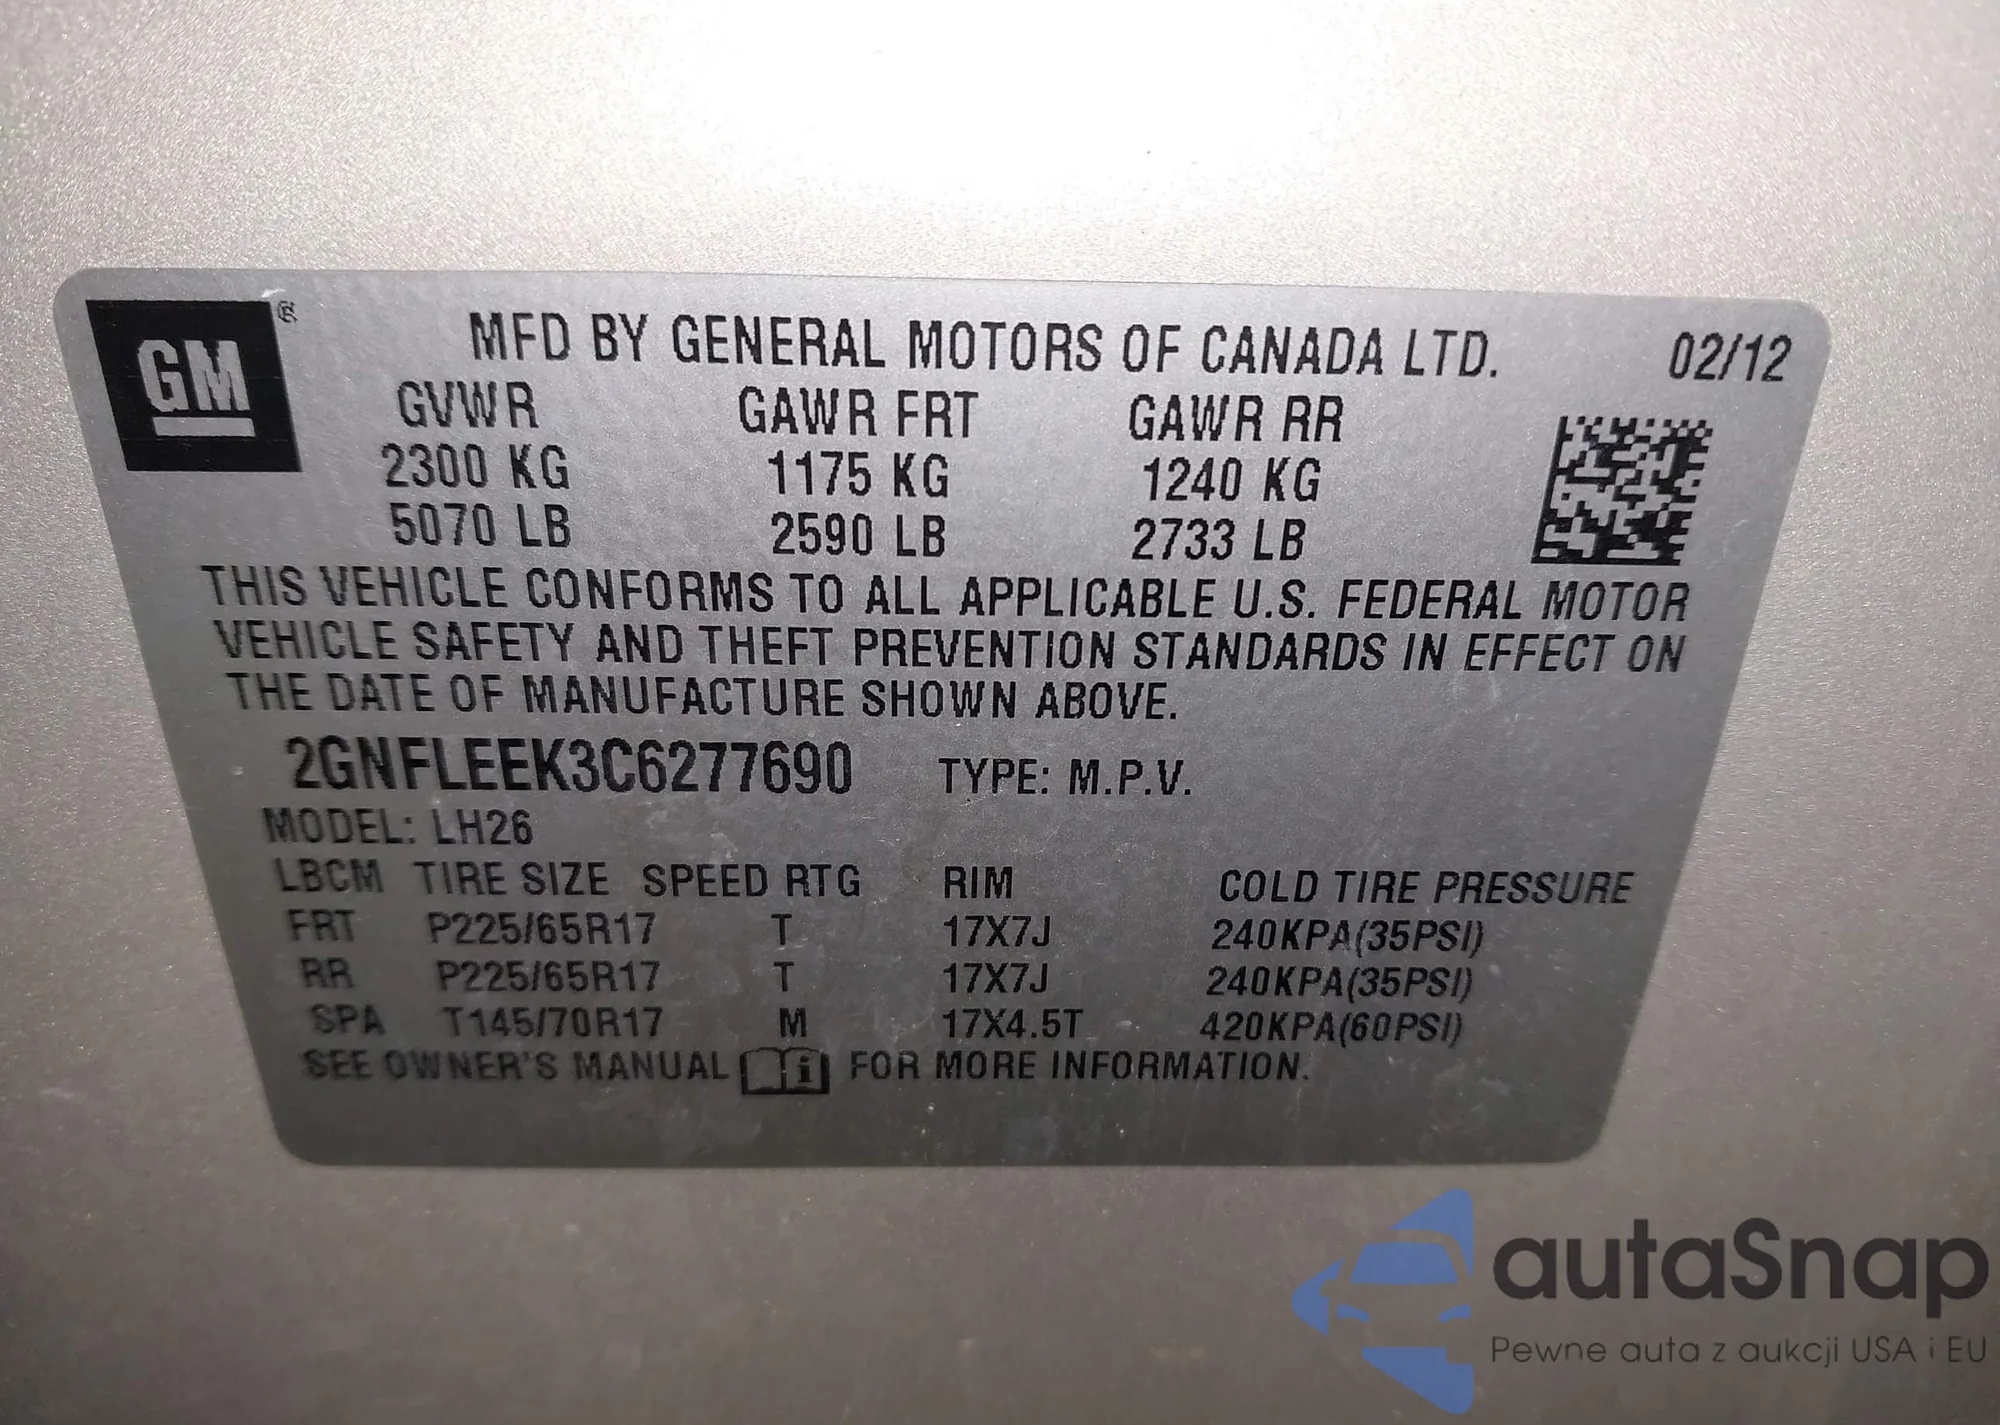 GM ®
MFD BY GENERAL MOTORS OF CANADA LTD. 02/12
GVWR GAWR FRT GAWR RR
2300 KG 1175 KG 1240 KG
5070 LB 2590 LB 2733 LB
THIS VEHICLE CONFORMS TO ALL APPLICABLE U.S. FEDERAL MOTOR
VEHICLE SAFETY AND THEFT PREVENTION STANDARDS IN EFFECT ON
THE DATE OF MANUFACTURE SHOWN ABOVE.
2GNFLEEK3C6277690 TYPE: M.P.V.
MODEL: LH26
LBCM TIRE SIZE SPEED RTG RIM COLD TIRE PRESSURE
FRT P225/65R17 T 17X7J 240KPA(35PSI)
RR P225/65R17 T 17X7J 240KPA(35PSI)
SPA T145/70R17 M 17X4.5T 420KPA(60PSI)
SEE OWNER'S MANUAL i FOR MORE INFORMATION.
autaSnap
Pewne auta z aukcji USA i EU